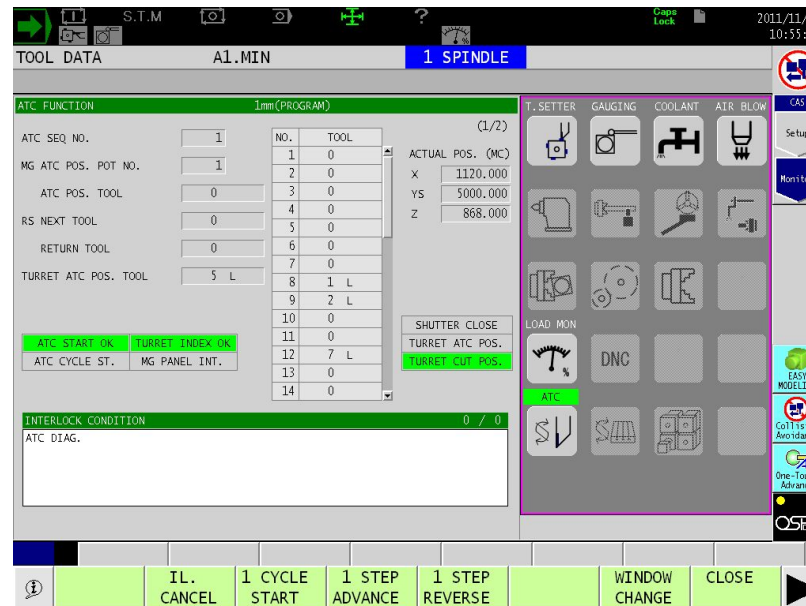 S.T.M
?
Caps Lock
2011/11/
10:55:
TOOL DATA
A1.MIN
1 SPINDLE
ATC FUNCTION
1mm(PROGRAM)
(1/2)
ATC SEQ NO. 1
MG ATC POS. POT NO. 1
ATC POS. TOOL 0
RS NEXT TOOL 0
RETURN TOOL 0
TURRET ATC POS. TOOL 5 L
NO. TOOL
1 0
2 0
3 0
4 0
5 0
6 0
7 0
8 1 L
9 2 L
10 0
11 0
12 7 L
13 0
14 0
ACTUAL POS. (MC)
X 1120.000
YS 5000.000
Z 868.000
ATC START OK TURRET INDEX OK
ATC CYCLE ST. MG PANEL INT.
SHUTTER CLOSE
TURRET ATC POS.
TURRET CUT POS.
INTERLOCK CONDITION 0 / 0
ATC DIAG.
T.SETTER GAUGING COOLANT AIR BLOW
LOAD MON
%
DNC
ATC
CAS
Setu
Monit
EASY
MODELI
Collis
Avoida
One-To
Advan
OSP
IL. CANCEL
1 CYCLE START
1 STEP ADVANCE
1 STEP REVERSE
WINDOW CHANGE
CLOSE